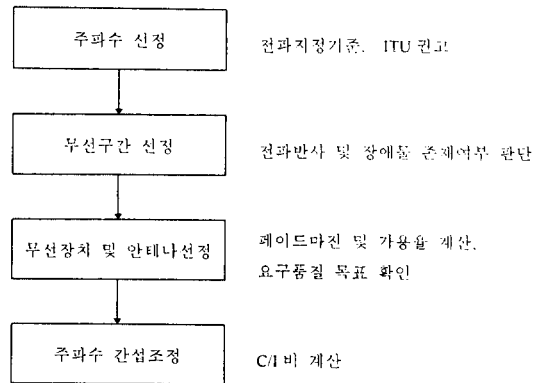 주파수 선정
전파지정기준, ITU 권고
무선구간 선정
전파반사 및 장애물 존재여부 판단
무선장치 및 안테나선정
페이드마진 및 가용율 계산,
요구품질 목표 확인
주파수 간섭조정
C/I 비 계산